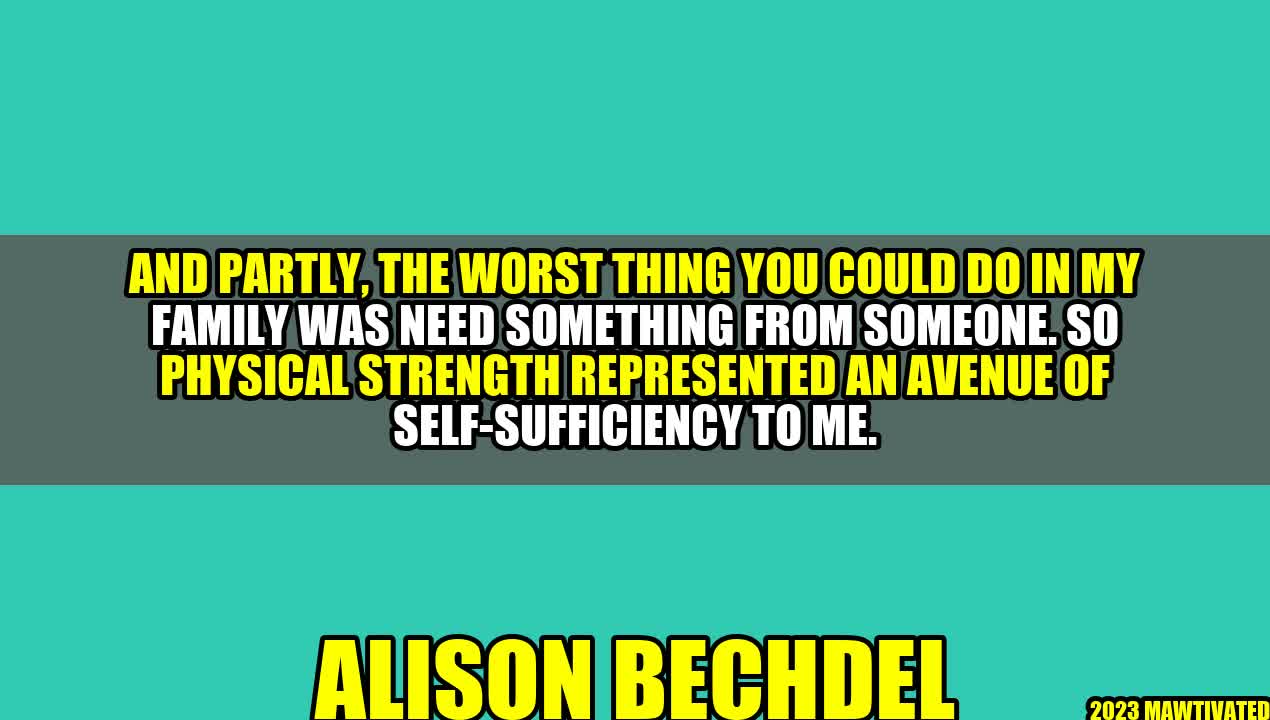 AND PARTLY, THE WORST THING YOU COULD DO IN MY
FAMILY WAS NEED SOMETHING FROM SOMEONE. SO
PHYSICAL STRENGTH REPRESENTED AN AVENUE OF
SELF-SUFFICIENCY TO ME.
ALISON BECHDEL
2023 MAWTIVATED